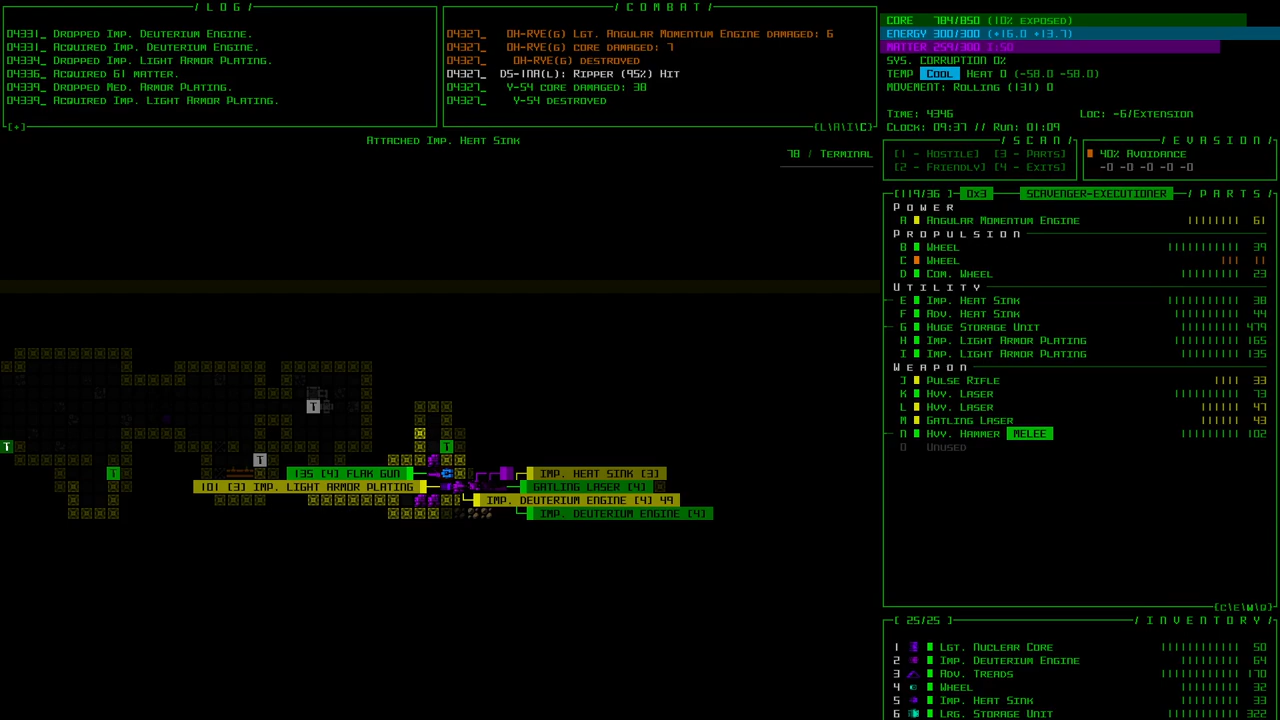 / LOG /
04331_ Dropped Imp. Deuterium Engine.
04331_ Acquired Imp. Deuterium Engine.
04334_ Dropped Imp. Light Armor Plating.
04336_ Acquired 61 matter.
04339_ Dropped Med. Armor Plating.
04339_ Acquired Imp. Light Armor Plating.
[+]
/ COMBAT /
04327_ OH-RYE(G) Lgt. Angular Momentum Engine damaged: 6
04327_ OH-RYE(G) core damaged: 7
04327_ OH-RYE(G) destroyed
04327_ DS-1NA(L): Ripper (95%) Hit
04327_ Y-54 core damaged: 38
04327_ Y-54 destroyed
(L\A\I\C)
Attached Imp. Heat Sink
78 / Terminal
CORE 784/850 (10% exposed)
ENERGY 300/300 (+16.0 +13.7)
MATTER 259/300 I:50
SYS. CORRUPTION 0%
TEMP Cool Heat 0 (-58.0 -58.0)
MOVEMENT: Rolling (131) 0
Time: 4346 Loc: -6/Extension
Clock: 09:37 // Run: 01:09
/ SCAN /
[1 - Hostile] [3 - Parts]
[2 - Friendly] [4 - Exits]
/ EVASION /
40% Avoidance
-0 -0 -0 -0 -0
[119/36 ] 0x3 Scavenger-Executioner / PARTS /
Power
A Angular Momentum Engine 61
Propulsion
B Wheel 39
C Wheel 11
D Com. Wheel 23
Utility
E Imp. Heat Sink 38
F Adv. Heat Sink 44
G Huge Storage Unit 479
H Imp. Light Armor Plating 165
I Imp. Light Armor Plating 135
Weapon
J Pulse Rifle 33
K Hvy. Laser 73
L Hvy. Laser 47
M Gatling Laser 43
N Hvy. Hammer MELEE 102
O Unused
(C\E\W\Q)
[ 25/25 ] / INVENTORY /
1 Lgt. Nuclear Core 50
2 Imp. Deuterium Engine 64
3 Adv. Treads 170
4 Wheel 32
5 Imp. Heat Sink 33
6 Lrg. Storage Unit 322
T
T
T
T
T
135 [4] Flak Gun
Imp. Heat Sink [3]
101 [3] Imp. Light Armor Plating
Gatling Laser [4]
Imp. Deuterium Engine [4] 49
Imp. Deuterium Engine [4]